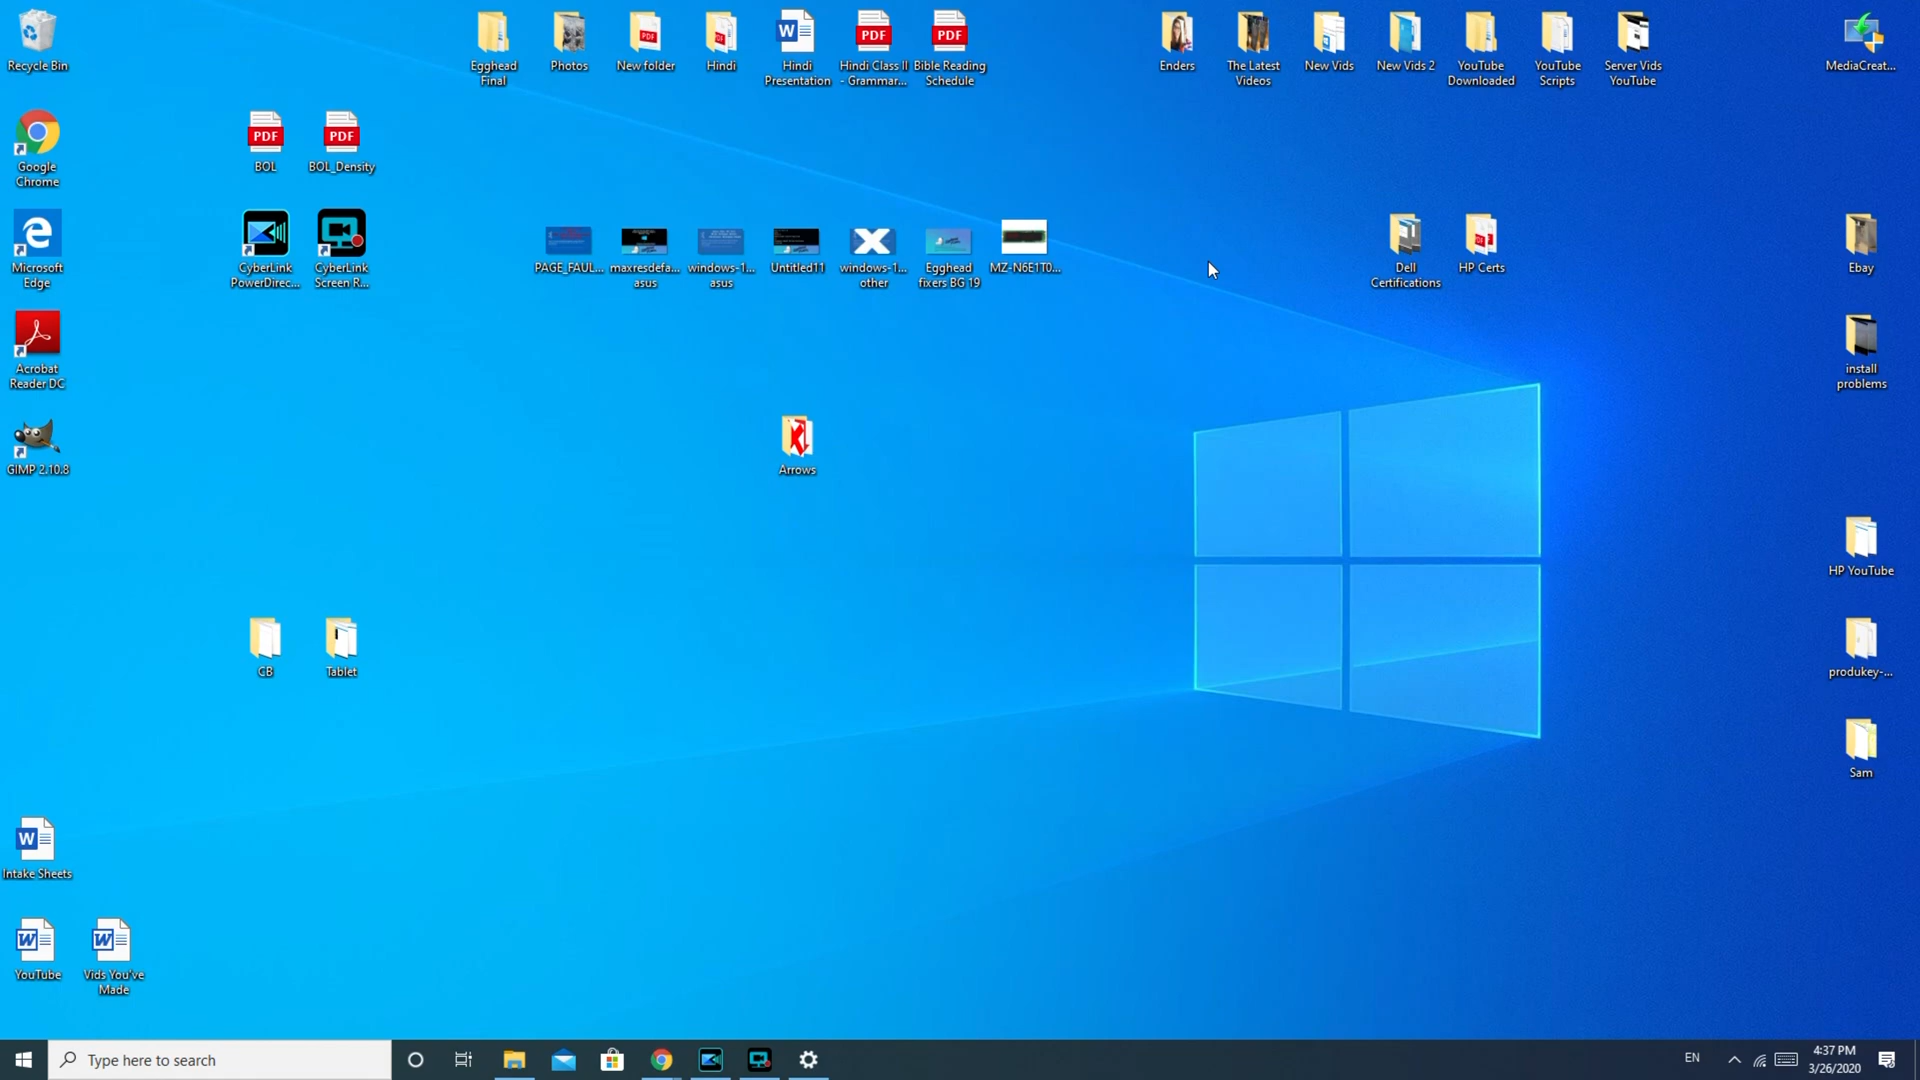 Recycle Bin
Egghead
Final
Photos
New folder
Hindi
Hindi
Presentation
Hindi Class II
- Grammar...
Bible Reading
Schedule
Enders
The Latest
Videos
New Vids
New Vids 2
YouTube
Downloaded
YouTube
Scripts
Server Vids
YouTube
MediaCreat...
PDF
PDF
Google
Chrome
PDF
BOL
PDF
BOL_Density
Microsoft
Edge
CyberLink
PowerDirec...
CyberLink
Screen R...
PAGE_FAUL...
maxresdefa...
asus
windows-1...
asus
Untitled11
windows-1...
other
Egghead
fixers BG 19
MZ-N6E1T0...
Dell
Certifications
HP Certs
Ebay
Acrobat
Reader DC
install
problems
GIMP 2.10.8
Arrows
HP YouTube
CB
Tablet
produkey-...
Sam
Intake Sheets
YouTube
Vids You've
Made
Type here to search
EN
4:37 PM
3/26/2020